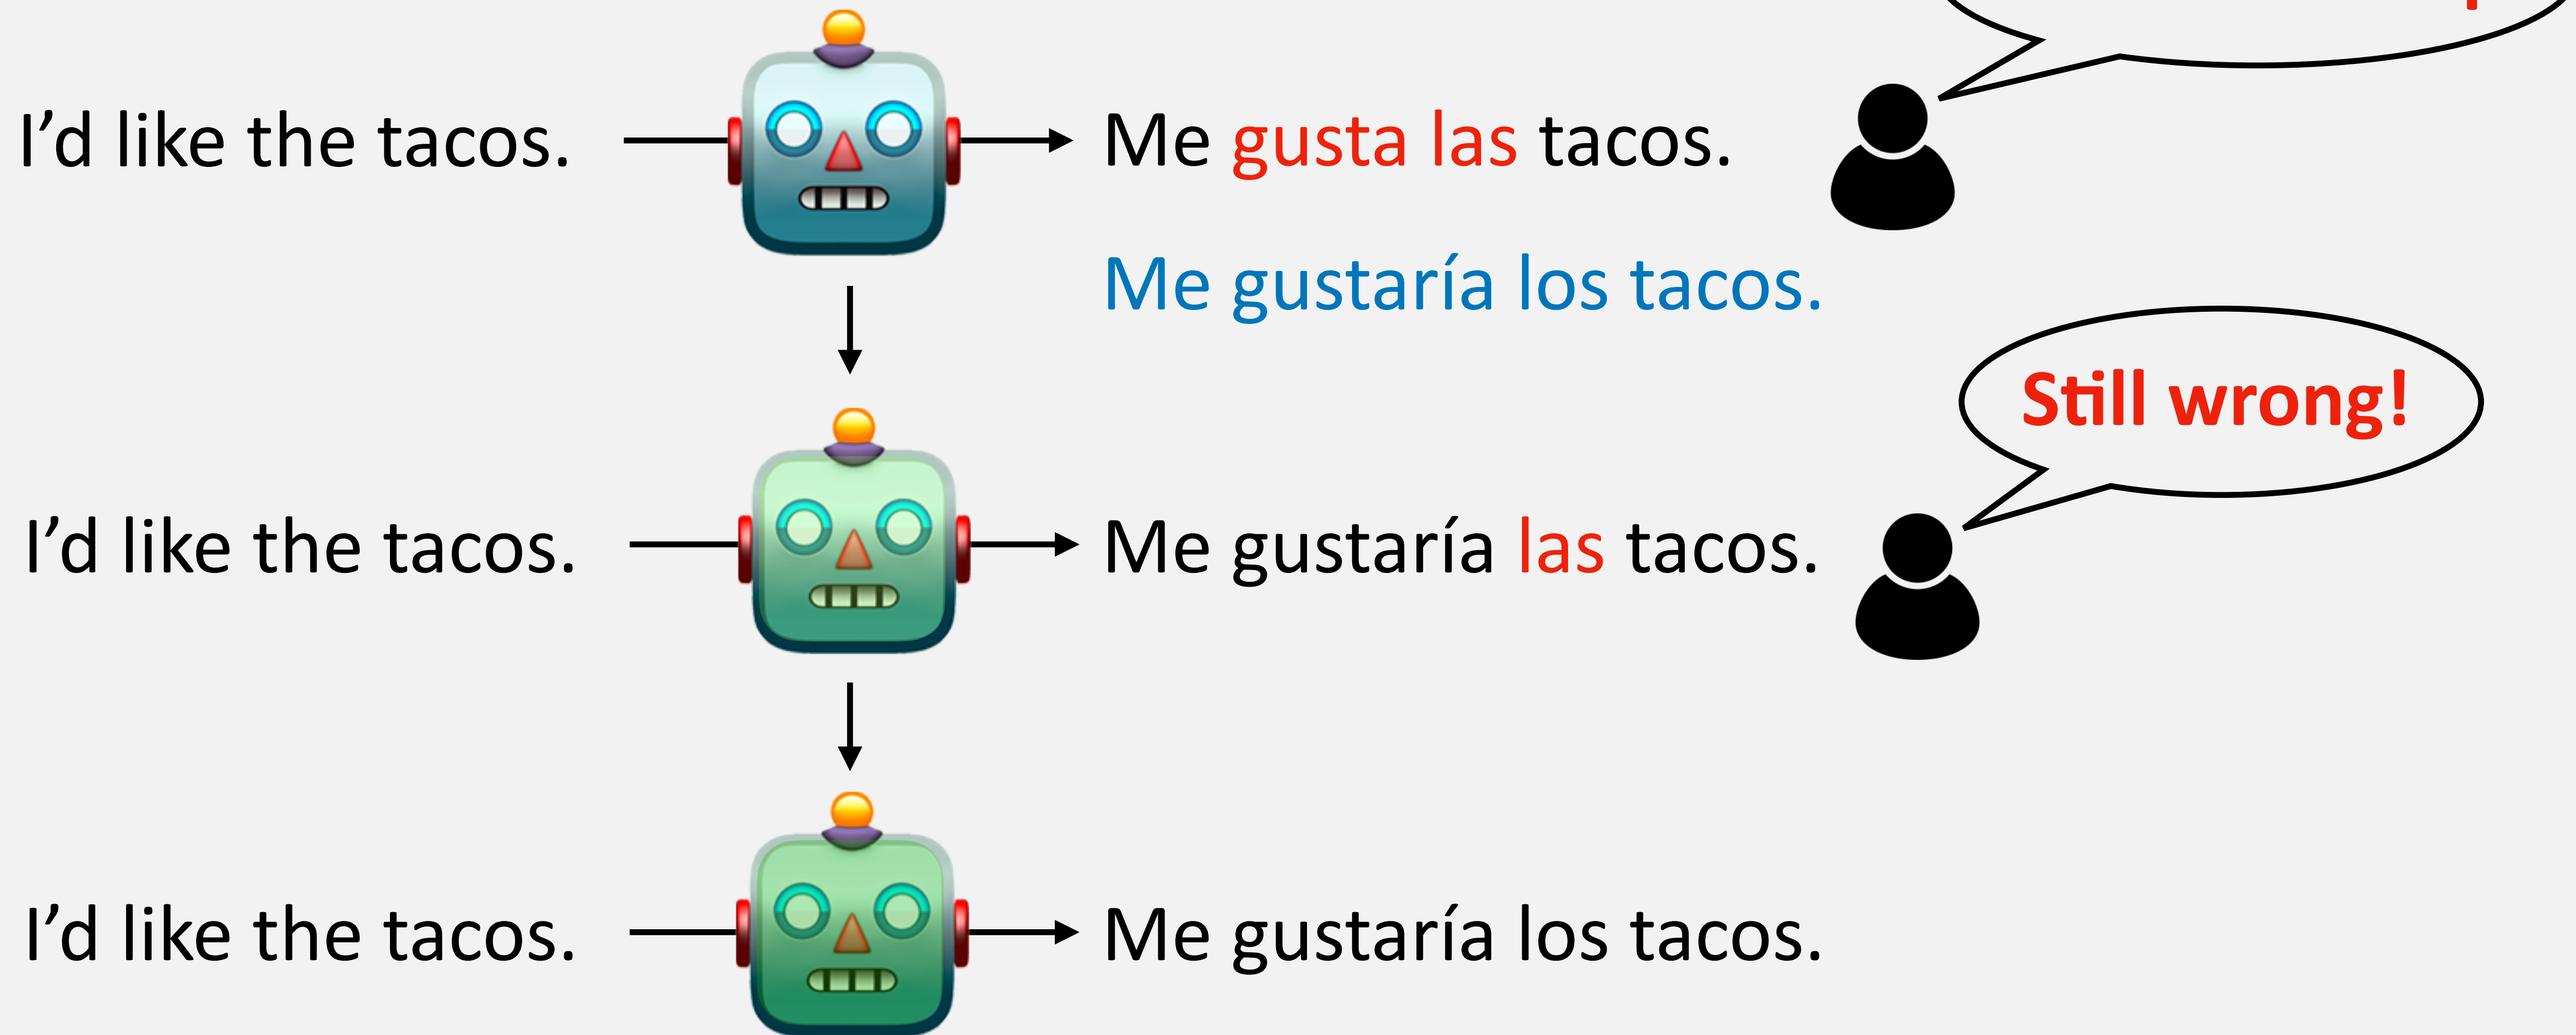 I’d like the tacos.
Me gusta las tacos.
Me gustaría los tacos.
Still wrong!
I’d like the tacos.
Me gustaría las tacos.
I’d like the tacos.
Me gustaría los tacos.